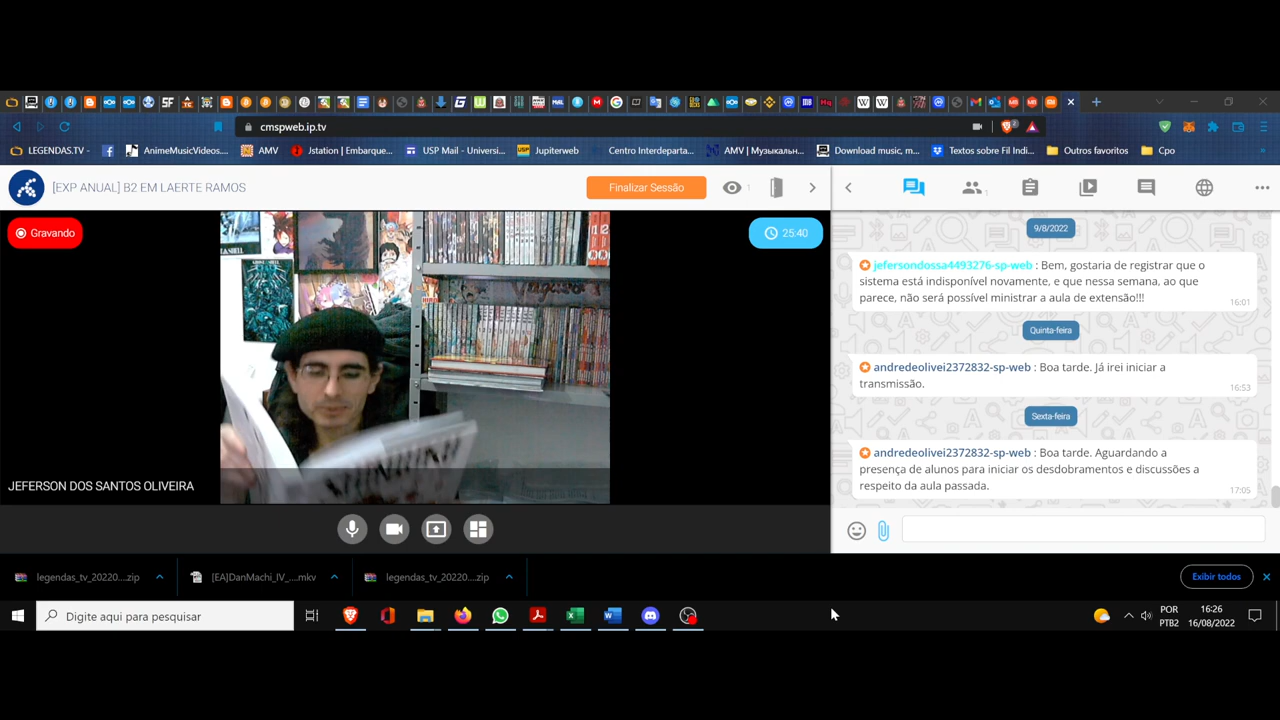 cmspweb.ip.tv
2
LEGENDAS.TV -
AnimeMusicVideos...
AMV
Jstation | Embarque...
USP Mail - Universi...
Jupiterweb
Centro Interdeparta...
AMV | Музыкальн...
Download music, m...
Textos sobre Fil Indi...
Outros favoritos
Cpo
[EXP ANUAL] B2 EM LAERTE RAMOS
Finalizar Sessão
1
1
Gravando
25:40
JEFERSON DOS SANTOS OLIVEIRA
9/8/2022
jefersondossa4493276-sp-web : Bem, gostaria de registrar que o
sistema está indisponível novamente, e que nessa semana, ao que
parece, não será possível ministrar a aula de extensão!!!
16:01
Quinta-feira
andredeolivei2372832-sp-web : Boa tarde. Já irei iniciar a
transmissão.
16:53
Sexta-feira
andredeolivei2372832-sp-web : Boa tarde. Aguardando a
presença de alunos para iniciar os desdobramentos e discussões a
respeito da aula passada.
17:05
legendas_tv_20220....zip
[EA]DanMachi_IV_....mkv
legendas_tv_20220....zip
Exibir todos
Digite aqui para pesquisar
POR
PTB2
16:26
16/08/2022